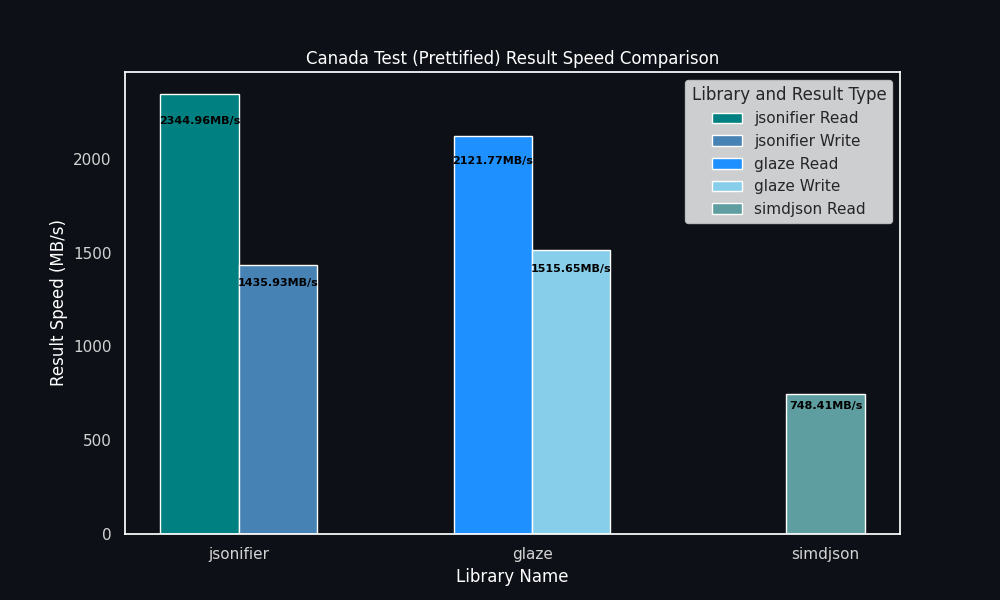 Canada Test (Prettified) Result Speed Comparison
Library and Result Type
jsonifier Read
jsonifier Write
glaze Read
glaze Write
simdjson Read
2344.96MB/s
1435.93MB/s
2121.77MB/s
1515.65MB/s
748.41MB/s
Result Speed (MB/s)
2000
1500
1000
500
0
jsonifier
glaze
simdjson
Library Name